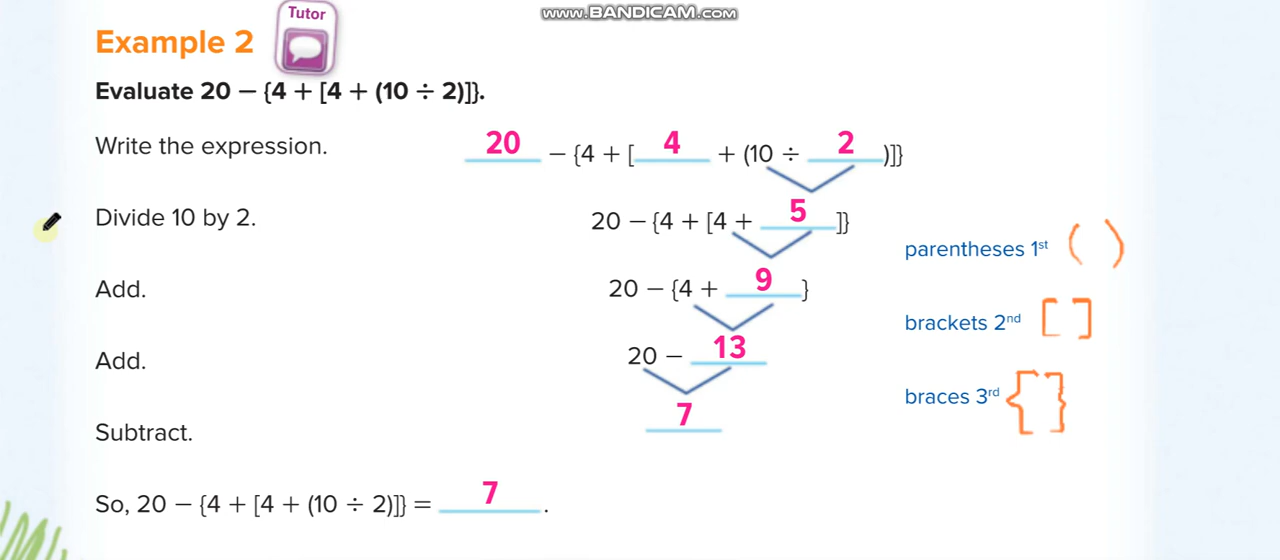 www.BANDICAM.com
Tutor
Example 2
Evaluate 20 − {4 + [4 + (10 ÷ 2)]}.
Write the expression. 20 − {4 + [4 + (10 ÷ 2)]}
Divide 10 by 2. 20 − {4 + [4 + 5]}
parentheses 1st ( )
Add. 20 − {4 + 9}
brackets 2nd [ ]
Add. 20 − 13
braces 3rd { }
Subtract. 7
So, 20 − {4 + [4 + (10 ÷ 2)]} = 7.